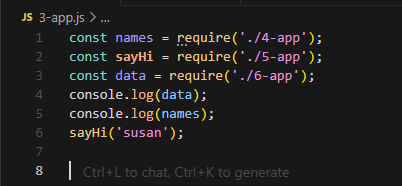 JS 3-app.js > ...
1 const names = require('./4-app');
2 const sayHi = require('./5-app');
3 const data = require('./6-app');
4 console.log(data);
5 console.log(names);
6 sayHi('susan');
7
8 Ctrl+L to chat, Ctrl+K to generate